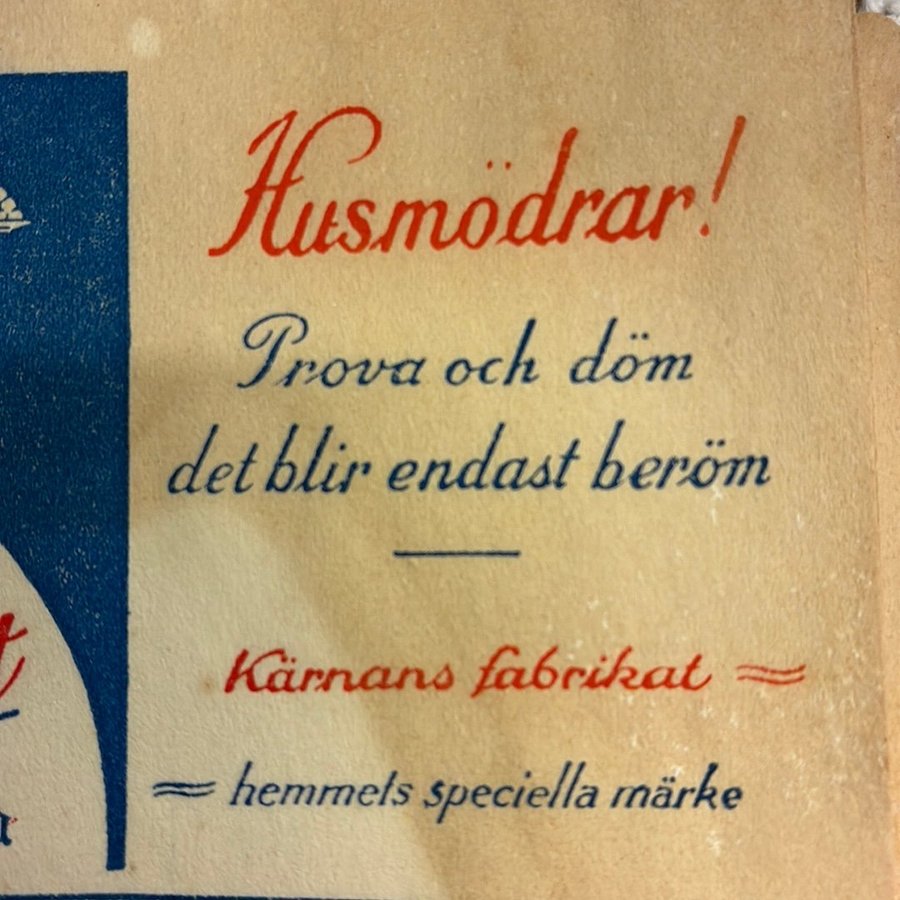 Husmödrar!
Prova och döm
det blir endast beröm
Kärnans fabrikat =
= hemmets speciella märke